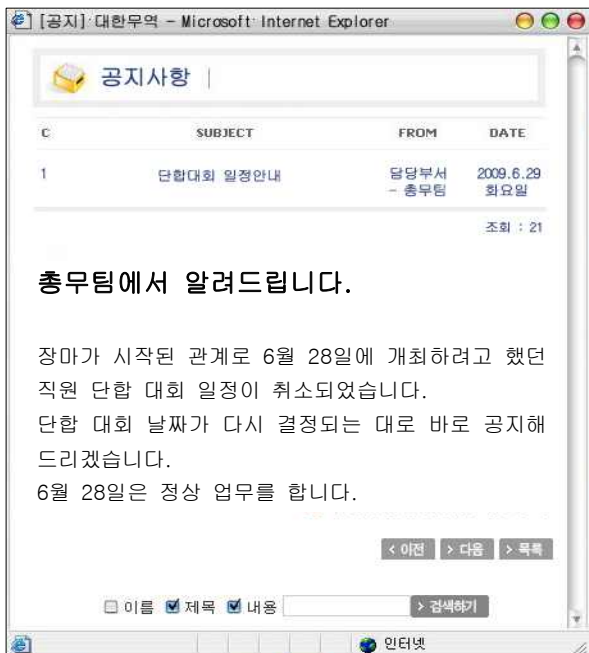 [공지] 대한무역 - Microsoft Internet Explorer
공지사항 |
C SUBJECT FROM DATE
1 단합대회 일정안내 담당부서 2009.6.29
- 총무팀 화요일
조회 : 21
총무팀에서 알려드립니다.
장마가 시작된 관계로 6월 28일에 개최하려고 했던
직원 단합 대회 일정이 취소되었습니다.
단합 대회 날짜가 다시 결정되는 대로 바로 공지해
드리겠습니다.
6월 28일은 정상 업무를 합니다.
< 이전 > 다음 > 목록
이름 제목 내용 > 검색하기
인터넷